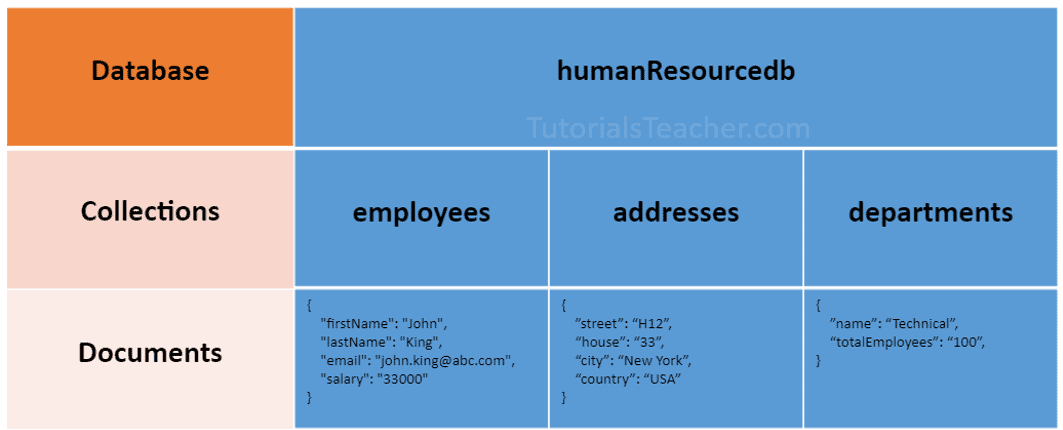 Database
humanResourcedb
TutorialsTeacher.com
Collections
employees
addresses
departments
Documents
{
"firstName": "John",
"lastName": "King",
"email": "john.king@abc.com",
"salary": "33000"
}
{
“street”: “H12”,
“house”: “33”,
“city”: “New York”,
“country”: “USA”
}
{
”name”: “Technical”,
“totalEmployees”: “100”,
}